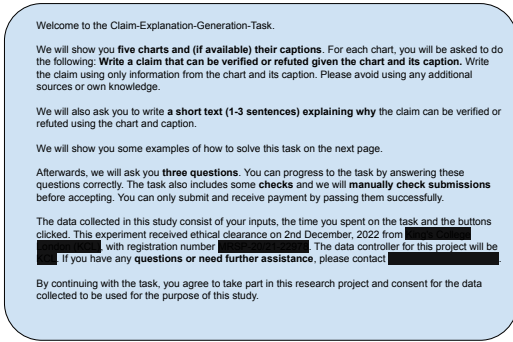 Welcome to the Claim-Explanation-Generation-Task.
We will show you five charts and (if available) their captions. For each chart, you will be asked to do
the following: Write a claim that can be verified or refuted given the chart and its caption. Write
the claim using only information from the chart and its caption. Please avoid using any additional
sources or own knowledge.
We will also ask you to write a short text (1-3 sentences) explaining why the claim can be verified or
refuted using the chart and caption.
We will show you some examples of how to solve this task on the next page.
Afterwards, we will ask you three questions. You can progress to the task by answering these
questions correctly. The task also includes some checks and we will manually check submissions
before accepting. You can only submit and receive payment by passing them successfully.
The data collected in this study consist of your inputs, the time you spent on the task and the buttons
clicked. This experiment received ethical clearance on 2nd December, 2022 from
, with registration number . The data controller for this project will be
. If you have any questions or need further assistance, please contact .
By continuing with the task, you agree to take part in this research project and consent for the data
collected to be used for the purpose of this study.